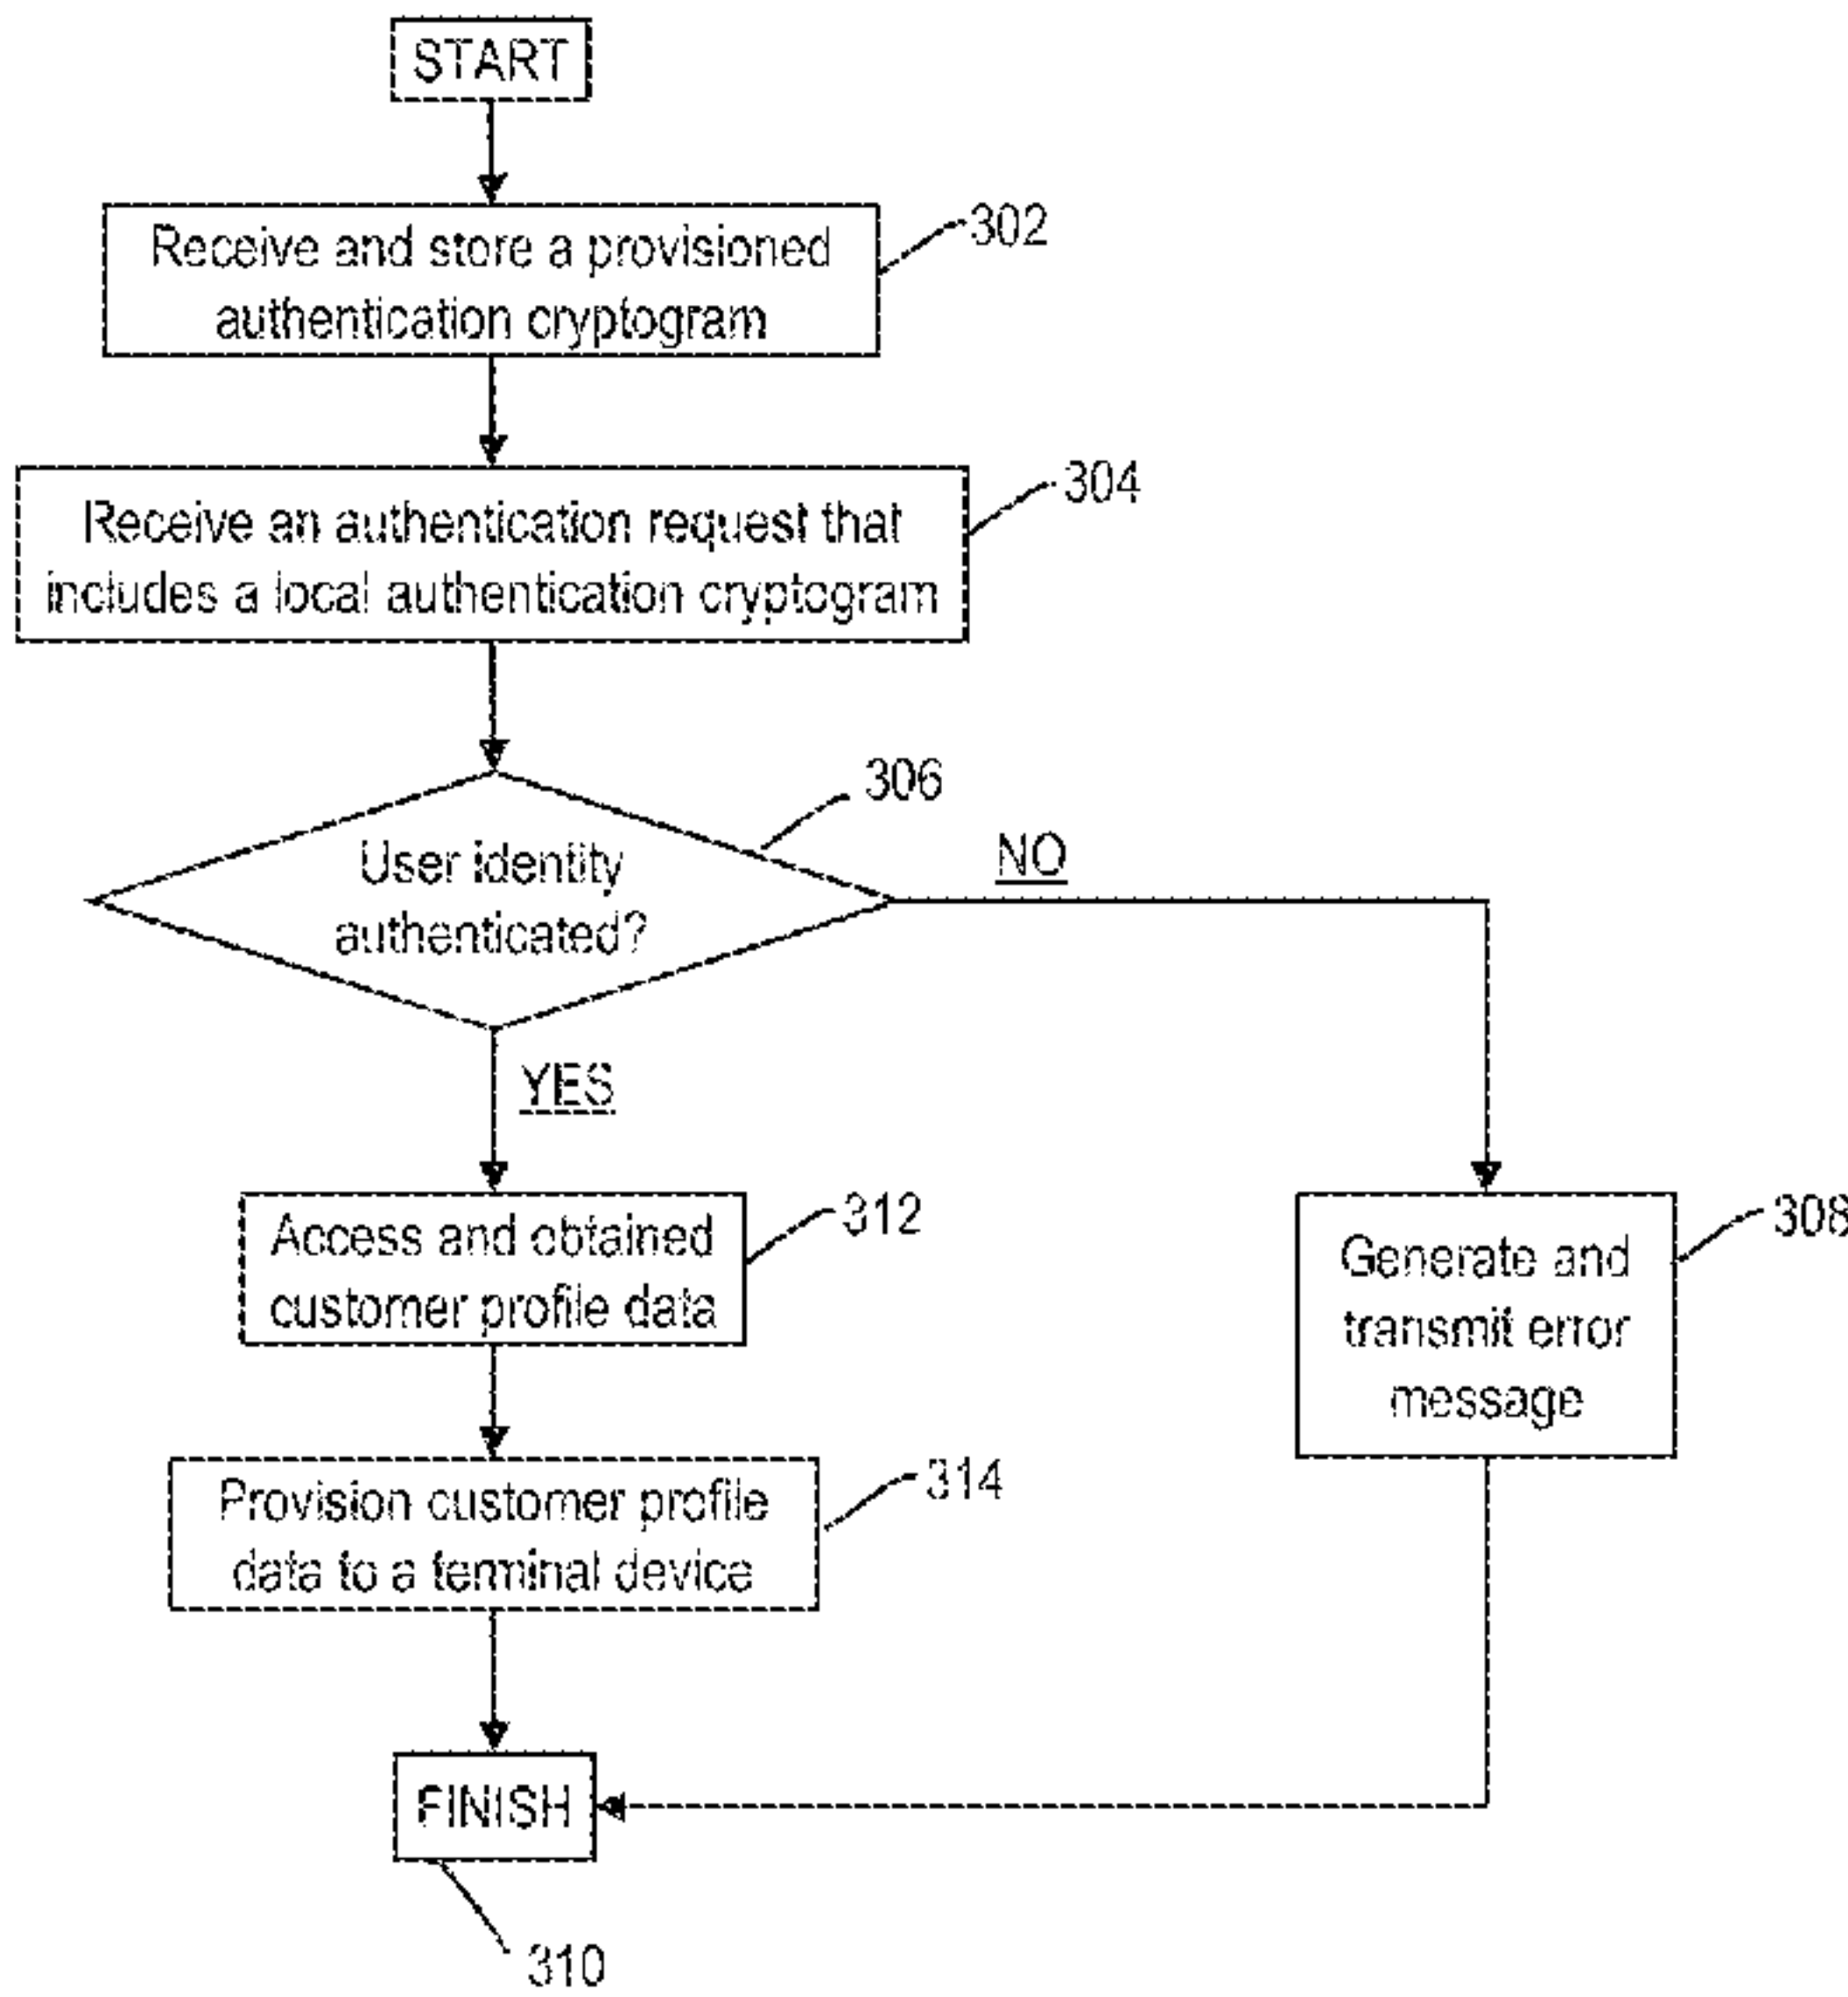 START
Receive and store a provisioned
authentication cryptogram
302
Receive an authentication request that
includes a local authentication cryptogram
304
306
User identity
authenticated?
NO
YES
Access and obtained
customer profile data
312
Generate and
transmit error
message
308
Provision customer profile
data to a terminal device
314
FINISH
310